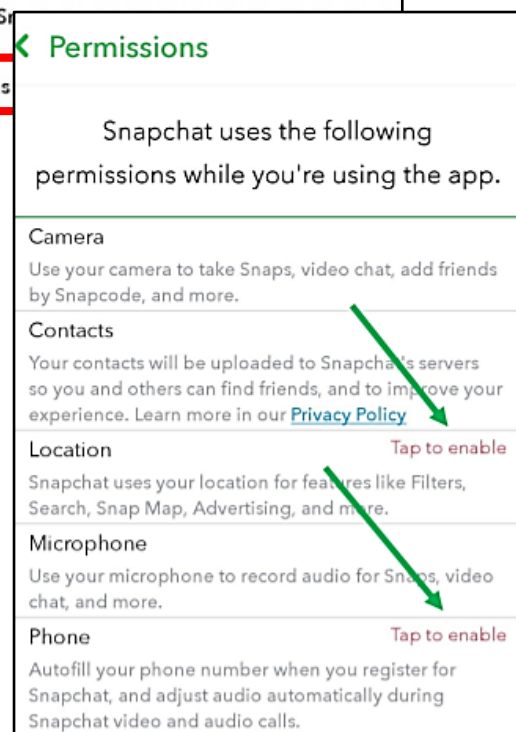 Permissions
Snapchat uses the following
permissions while you're using the app.
Camera
Use your camera to take Snaps, video chat, add friends
by Snapcode, and more.
Contacts
Your contacts will be uploaded to Snapchat's servers
so you and others can find friends, and to improve your
experience. Learn more in our Privacy Policy
Location Tap to enable
Snapchat uses your location for features like Filters,
Search, Snap Map, Advertising, and more.
Microphone
Use your microphone to record audio for Snaps, video
chat, and more.
Phone Tap to enable
Autofill your phone number when you register for
Snapchat, and adjust audio automatically during
Snapchat video and audio calls.